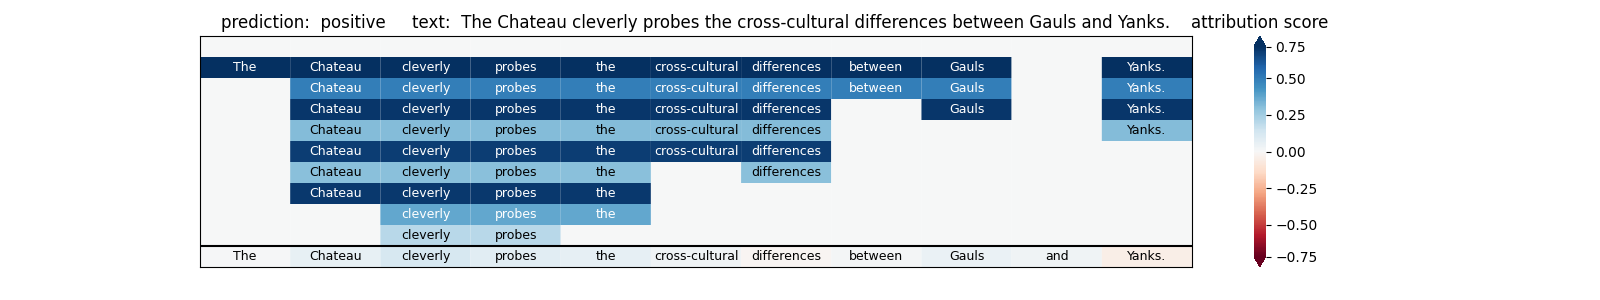 prediction: positive text: The Chateau cleverly probes the cross-cultural differences between Gauls and Yanks. attribution score
The Chateau cleverly probes the cross-cultural differences between Gauls Yanks.
Chateau cleverly probes the cross-cultural differences between Gauls Yanks.
Chateau cleverly probes the cross-cultural differences Gauls Yanks.
Chateau cleverly probes the cross-cultural differences Yanks.
Chateau cleverly probes the cross-cultural differences
Chateau cleverly probes the differences
Chateau cleverly probes the
cleverly probes the
cleverly probes
The Chateau cleverly probes the cross-cultural differences between Gauls and Yanks.
0.75
0.50
0.25
0.00
−0.25
−0.50
−0.75